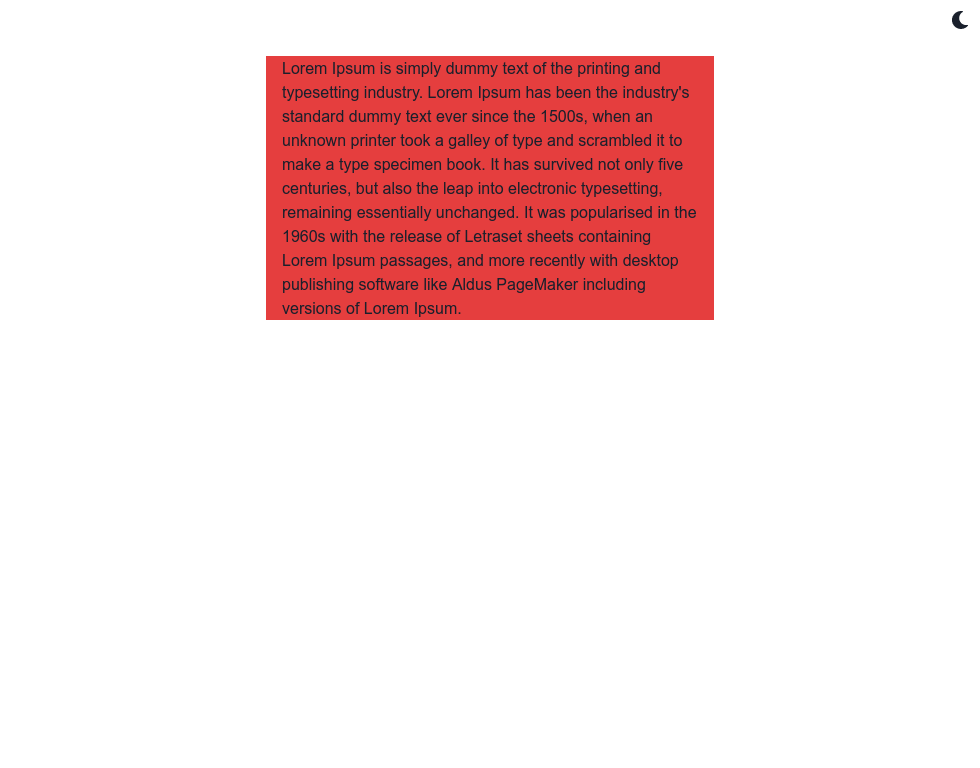 Lorem Ipsum is simply dummy text of the printing and
typesetting industry. Lorem Ipsum has been the industry's
standard dummy text ever since the 1500s, when an
unknown printer took a galley of type and scrambled it to
make a type specimen book. It has survived not only five
centuries, but also the leap into electronic typesetting,
remaining essentially unchanged. It was popularised in the
1960s with the release of Letraset sheets containing
Lorem Ipsum passages, and more recently with desktop
publishing software like Aldus PageMaker including
versions of Lorem Ipsum.